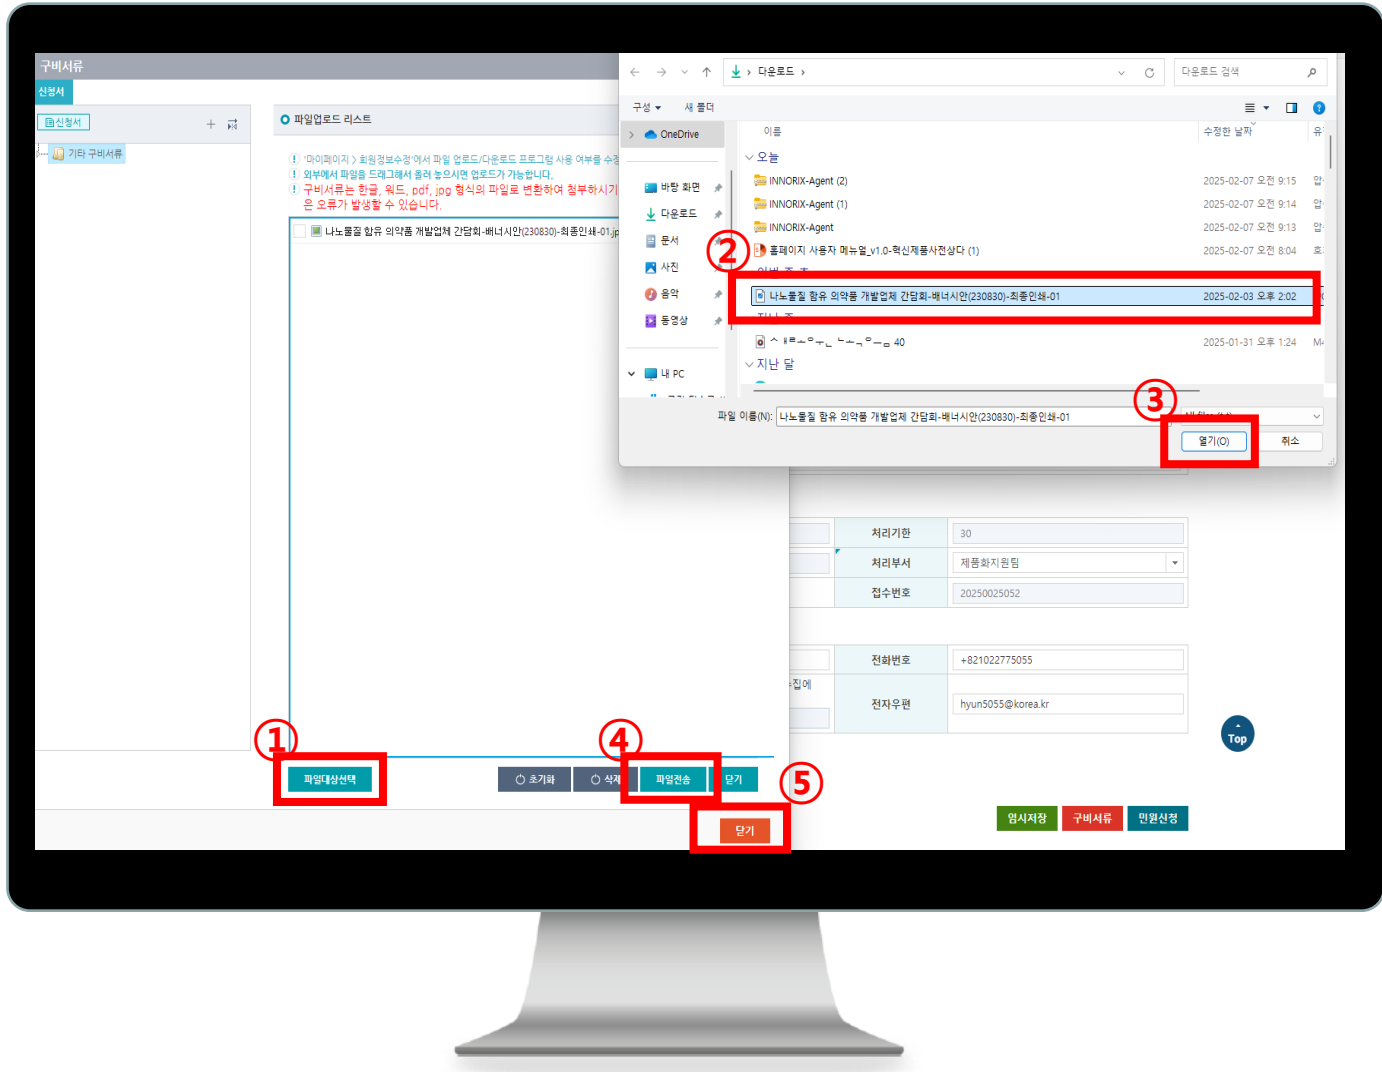 구비서류
신청서
신청서
기타 구비서류
파일업로드 리스트
'마이페이지 > 회원정보수정'에서 파일 업로드/다운로드 프로그램 사용 여부를 수정
외부에서 파일을 드래그해서 올려 놓으시면 업로드가 가능합니다.
구비서류는 한글, 워드, pdf, jpg 형식의 파일로 변환하여 첨부하시기
은 오류가 발생할 수 있습니다.
나노물질 함유 의약품 개발업체 간담회-배너시안(230830)-최종인쇄-01.jp
①
파일대상선택
초기화
삭제
④
파일전송
닫기
⑤
닫기
다운로드
다운로드 검색
구성
새 폴더
OneDrive
바탕 화면
다운로드
문서
사진
음악
동영상
내 PC
이름
수정한 날짜
유
오늘
INNORIX-Agent (2)
2025-02-07 오전 9:15
압
INNORIX-Agent (1)
2025-02-07 오전 9:14
압
INNORIX-Agent
2025-02-07 오전 9:13
압
②
홈페이지 사용자 메뉴얼_v1.0-혁신제품사전상다 (1)
2025-02-07 오전 8:04
호
나노물질 함유 의약품 개발업체 간담회-배너시안(230830)-최종인쇄-01
2025-02-03 오후 2:02
40
2025-01-31 오후 1:24
M4
지난 달
③
파일 이름(N):
나노물질 함유 의약품 개발업체 간담회-배너시안(230830)-최종인쇄-01
열기(O)
취소
처리기한
30
처리부서
제품화지원팀
접수번호
20250025052
전화번호
+821022775055
수집에
전자우편
hyun5055@korea.kr
Top
임시저장
구비서류
민원신청